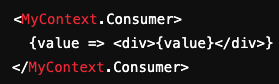 <MyContext.Consumer>
  {value => <div>{value}</div>}
</MyContext.Consumer>